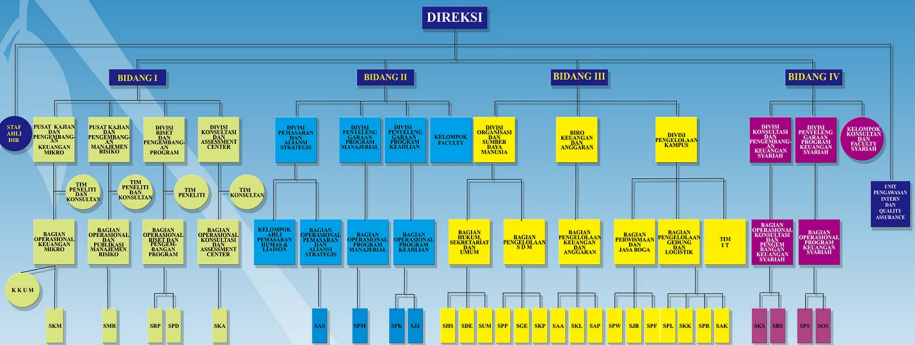 DIREKSI
BIDANG I
BIDANG II
BIDANG III
BIDANG IV
STAF
AHLI
DIR
PUSAT KAJIAN
DAN
PENGEMBANG-
AN
KEUANGAN
MIKRO
PUSAT KAJIAN
DAN
PENGEMBANG-
AN
MANAJEMEN
RISIKO
DIVISI
RISET DAN
PENGEMBANG-
AN
PROGRAM
DIVISI
KONSULTASI
DAN
ASSESSMENT
CENTER
DIVISI
PEMASARAN
DAN
ALIANSI
STRATEGIS
DIVISI
PENYELENG
GARAAN
PROGRAM
MANAJERIAL
DIVISI
PENYELENG
GARAAN
PROGRAM
KEAHLIAN
KELOMPOK
FACULTY
DIVISI
ORGANISASI
DAN
SUMBER
DAYA
MANUSIA
BIRO
KEUANGAN
DAN
ANGGARAN
DIVISI
PENGELOLAAN
KAMPUS
DIVISI
KONSULTASI
DAN
PENGEMBANG-
AN
KEUANGAN
SYARIAH
DIVISI
PENYELENG
GARAAN
PROGRAM
KEUANGAN
SYARIAH
KELOMPOK
KONSULTAN
DAN
FACULTY
SYARIAH
TIM
PENELITI
DAN
KONSULTAN
TIM
PENELITI
DAN
KONSULTAN
TIM
PENELITI
TIM
KONSULTAN
UNIT
PENGAWASAN
INTERN
DAN
QUALITY
ASSURANCE
BAGIAN
OPERASIONAL
KEUANGAN
MIKRO
BAGIAN
OPERASIONAL
DAN
PUBLIKASI
MANAJEMEN
RISIKO
BAGIAN
OPERASIONAL
RISET DAN
PENGEM-
BANGAN
PROGRAM
BAGIAN
OPERASIONAL
KONSULTASI
DAN
ASSESSMENT
CENTER
KELOMPOK
AHLI
PEMASARAN
HUMAS &
LIAISON
BAGIAN
OPERASIONAL
PEMASARAN
DAN
ALIANSI
STRATEGIS
BAGIAN
OPERASIONAL
PROGRAM
MANAJERIAL
BAGIAN
OPERASIONAL
PROGRAM
KEAHLIAN
BAGIAN
HUKUM,
SEKRETARIAT
DAN
UMUM
BAGIAN
PENGELOLAAN
S D M
BAGIAN
PENGELOLAAN
KEUANGAN
DAN
ANGGARAN
BAGIAN
PERWISMAAN
DAN
JASA BOGA
BAGIAN
PENGELOLAAN
GEDUNG
DAN
LOGISTIK
TIM
I T
BAGIAN
OPERASIONAL
KONSULTASI
DAN
PENGEM
BANGAN
KEUANGAN
SYARIAH
BAGIAN
OPERASIONAL
PROGRAM
KEUANGAN
SYARIAH
K K U M
SKM
SMR
SRP
SPD
SKA
SAS
SPM
SPK
SJJ
SHS
SDE
SUM
SPP
SGE
SKP
SAA
SKL
SAP
SPW
SJB
SPF
SPL
SKK
SPR
SAK
SKS
SBS
SPS
SOS